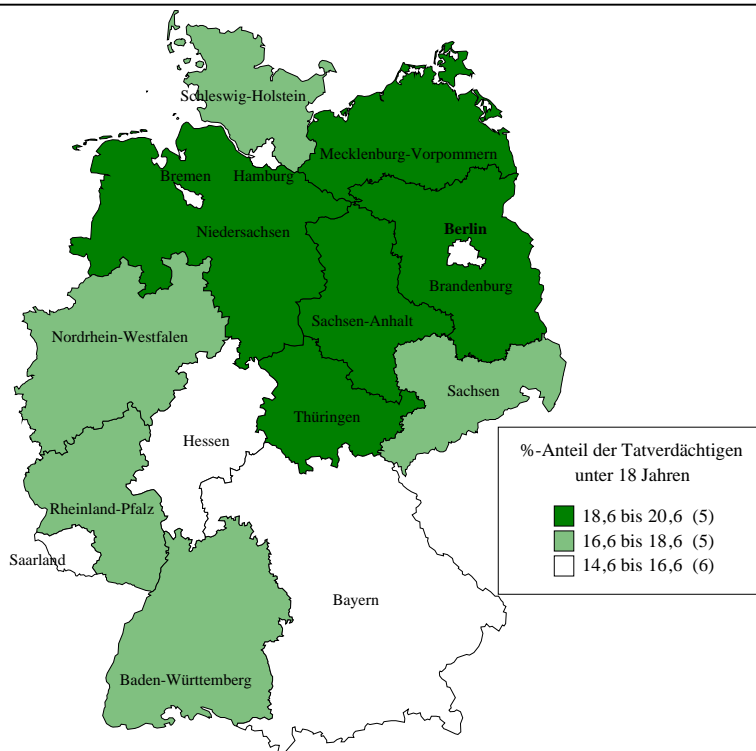 Schleswig-Holstein
Mecklenburg-Vorpommern
Bremen
Hamburg
Niedersachsen
Berlin
Brandenburg
Sachsen-Anhalt
Nordrhein-Westfalen
Sachsen
Thüringen
Hessen
Rheinland-Pfalz
Saarland
Bayern
Baden-Württemberg
%-Anteil der Tatverdächtigen
unter 18 Jahren
18,6 bis 20,6 (5)
16,6 bis 18,6 (5)
14,6 bis 16,6 (6)